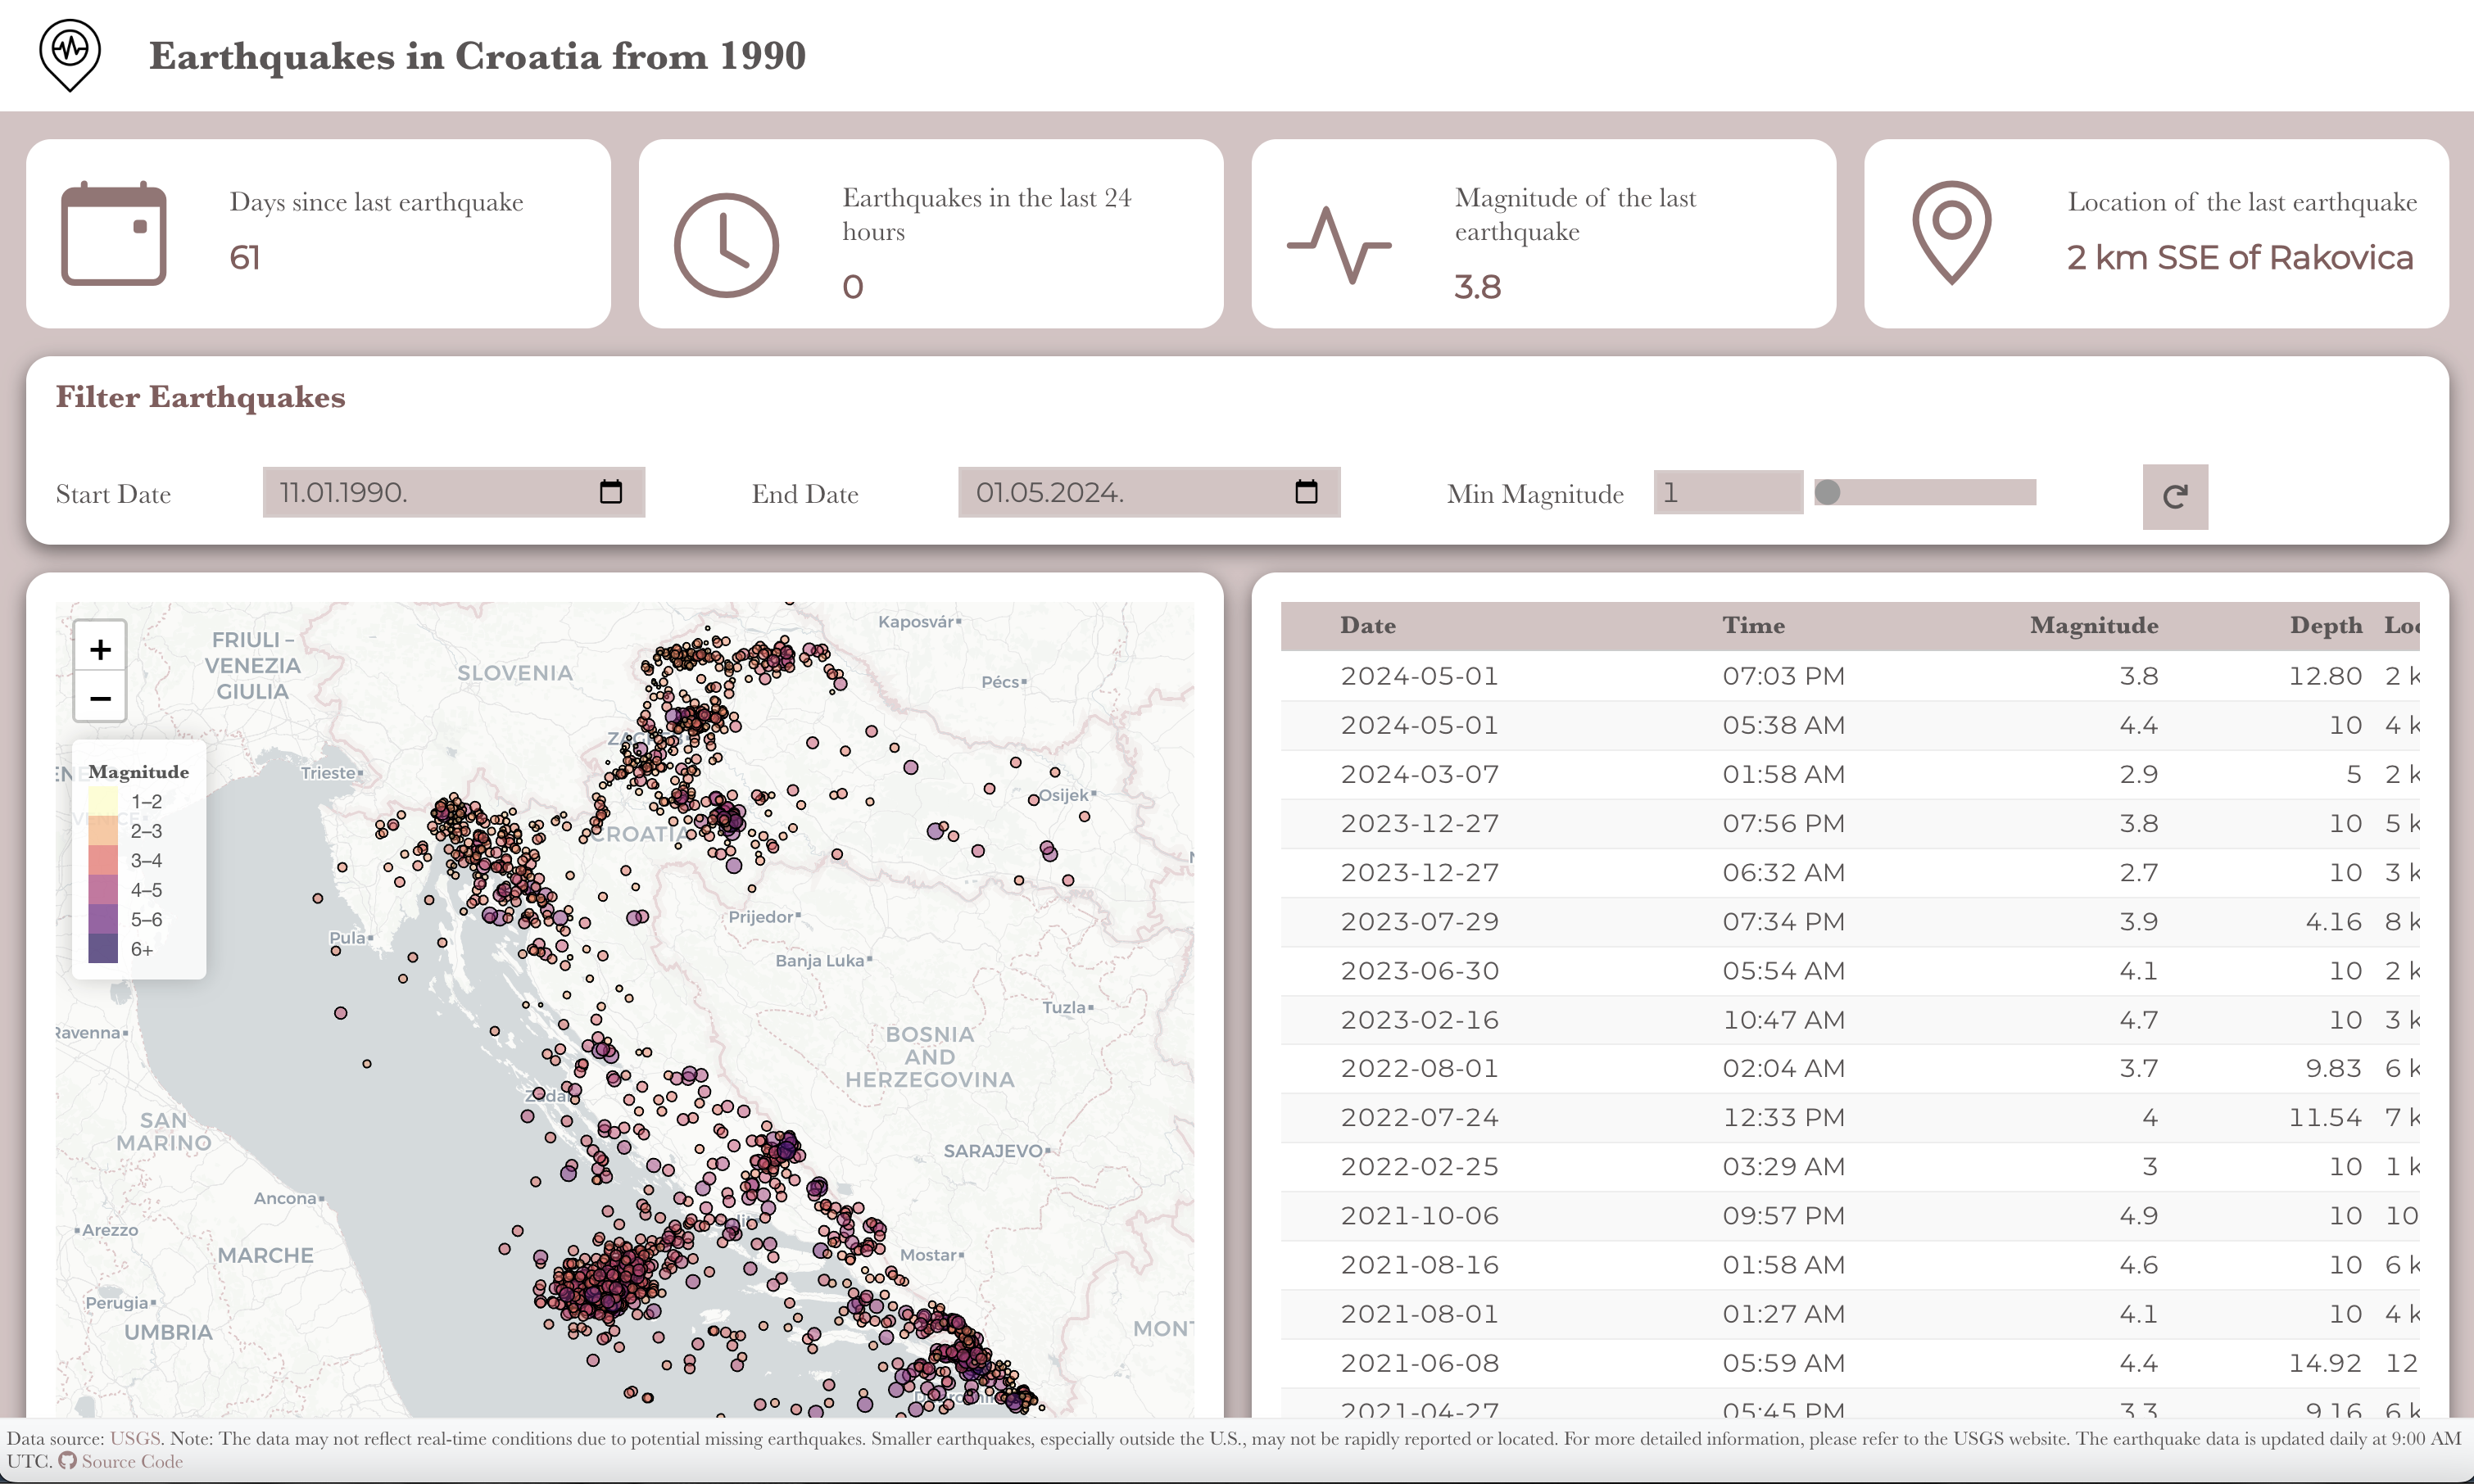 Earthquakes in Croatia from 1990
Days since last earthquake
61
Earthquakes in the last 24
hours
0
Magnitude of the last
earthquake
3.8
Location of the last earthquake
2 km SSE of Rakovica
Filter Earthquakes
Start Date
11.01.1990.
End Date
01.05.2024.
Min Magnitude
1
+
−
Magnitude
1–2
2–3
3–4
4–5
5–6
6+
FRIULI –
VENEZIA
GIULIA
SLOVENIA
Kaposvár
Pécs
Trieste
Osijek
CROATIA
Pula
Prijedor
Banja Luka
Tuzla
Ravenna
BOSNIA
AND
HERZEGOVINA
SAN
MARINO
SARAJEVO
Ancona
Arezzo
MARCHE
Mostar
Perugia
UMBRIA
MONT
Date Time Magnitude Depth Loc
2024-05-01 07:03 PM 3.8 12.80 2 k
2024-05-01 05:38 AM 4.4 10 4 k
2024-03-07 01:58 AM 2.9 5 2 k
2023-12-27 07:56 PM 3.8 10 5 k
2023-12-27 06:32 AM 2.7 10 3 k
2023-07-29 07:34 PM 3.9 4.16 8 k
2023-06-30 05:54 AM 4.1 10 2 k
2023-02-16 10:47 AM 4.7 10 3 k
2022-08-01 02:04 AM 3.7 9.83 6 k
2022-07-24 12:33 PM 4 11.54 7 k
2022-02-25 03:29 AM 3 10 1 k
2021-10-06 09:57 PM 4.9 10 10
2021-08-16 01:58 AM 4.6 10 6 k
2021-08-01 01:27 AM 4.1 10 4 k
2021-06-08 05:59 AM 4.4 14.92 12
2021-04-27 05:45 PM 3.3 9.16 6 k
Data source: USGS. Note: The data may not reflect real-time conditions due to potential missing earthquakes. Smaller earthquakes, especially outside the U.S., may not be rapidly reported or located. For more detailed information, please refer to the USGS website. The earthquake data is updated daily at 9:00 AM
UTC. Source Code